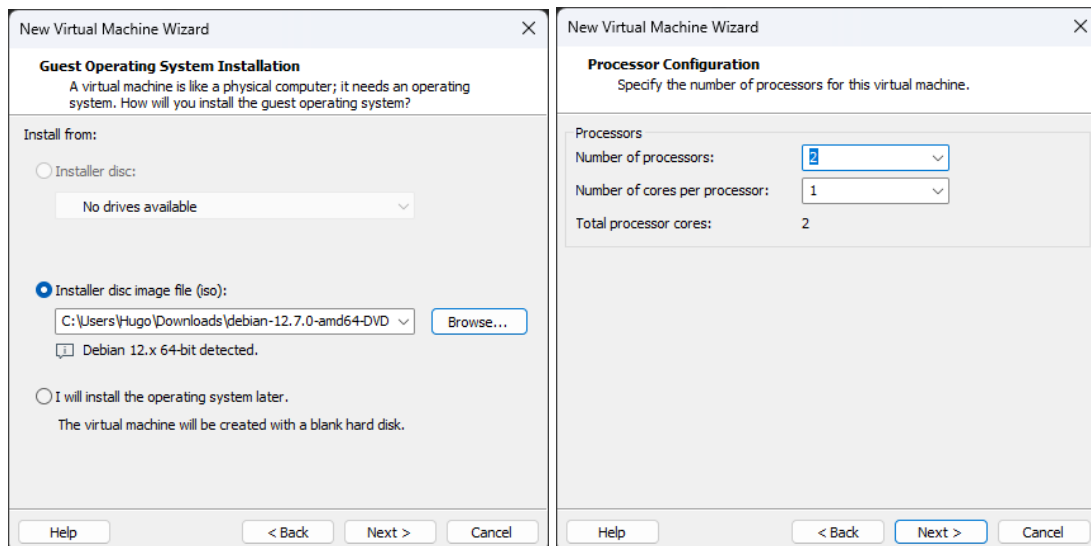 New Virtual Machine Wizard
Guest Operating System Installation
A virtual machine is like a physical computer; it needs an operating
system. How will you install the guest operating system?
Install from:
Installer disc:
No drives available
Installer disc image file (iso):
C:\Users\Hugo\Downloads\debian-12.7.0-amd64-DVD
Browse...
Debian 12.x 64-bit detected.
I will install the operating system later.
The virtual machine will be created with a blank hard disk.
Help
< Back
Next >
Cancel
New Virtual Machine Wizard
Processor Configuration
Specify the number of processors for this virtual machine.
Processors
Number of processors: 2
Number of cores per processor: 1
Total processor cores: 2
Help
< Back
Next >
Cancel